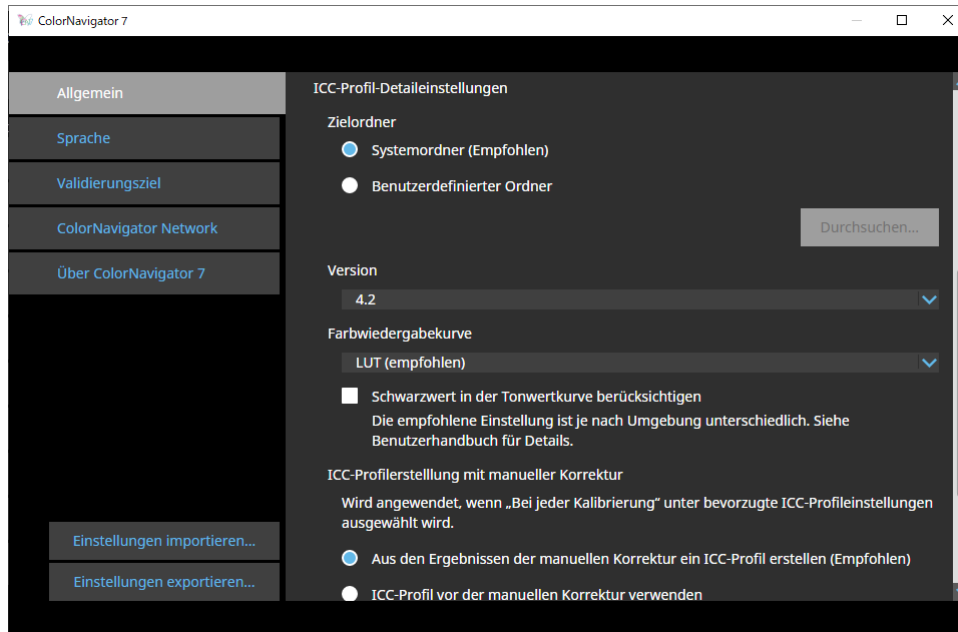 ColorNavigator 7
Allgemein
Sprache
Validierungsziel
ColorNavigator Network
Über ColorNavigator 7
Einstellungen importieren...
Einstellungen exportieren...
ICC-Profil-Detaileinstellungen
Zielordner
Systemordner (Empfohlen)
Benutzerdefinierter Ordner
Durchsuchen...
Version
4.2
Farbwiedergabekurve
LUT (empfohlen)
Schwarzwert in der Tonwertkurve berücksichtigen
Die empfohlene Einstellung ist je nach Umgebung unterschiedlich. Siehe
Benutzerhandbuch für Details.
ICC-Profilerstelllung mit manueller Korrektur
Wird angewendet, wenn „Bei jeder Kalibrierung“ unter bevorzugte ICC-Profileinstellungen
ausgewählt wird.
Aus den Ergebnissen der manuellen Korrektur ein ICC-Profil erstellen (Empfohlen)
ICC-Profil vor der manuellen Korrektur verwenden